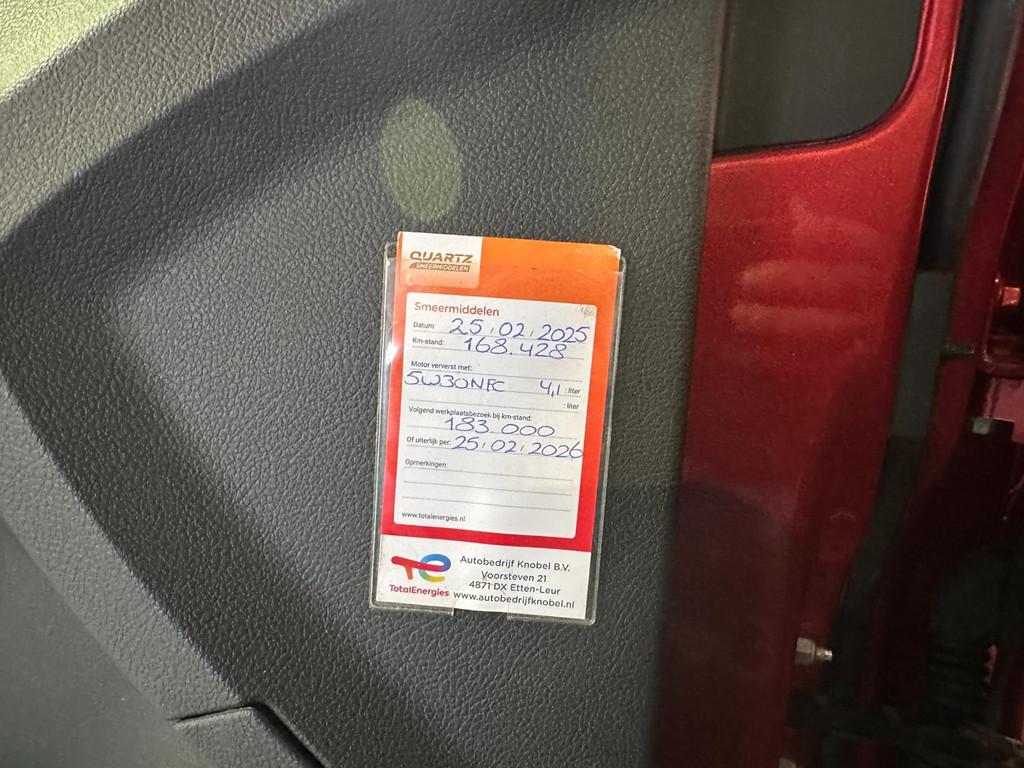 QUARTZ
SMEERMIDDELEN
Smeermiddelen
Datum: 25.02.2025
Km-stand: 168.428
Motor ververst met:
5W30NFC 4,1 : liter
: liter
Volgend werkplaatsbezoek bij km-stand:
183.000
Of uiterlijk per: 25.02.2026
Opmerkingen:
www.totalenergies.nl
TotalEnergies
Autobedrijf Knobel B.V.
Voorsteven 21
4871 DX Etten-Leur
www.autobedrijfknobel.nl